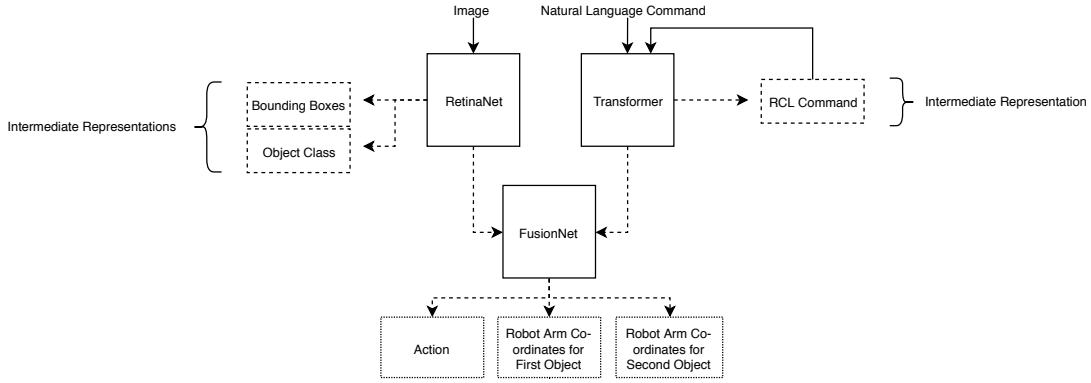 Image
Natural Language Command
RetinaNet
Transformer
Bounding Boxes
Object Class
Intermediate Representations
RCL Command
Intermediate Representation
FusionNet
Action
Robot Arm Co-
ordinates for
First Object
Robot Arm Co-
ordinates for
Second Object